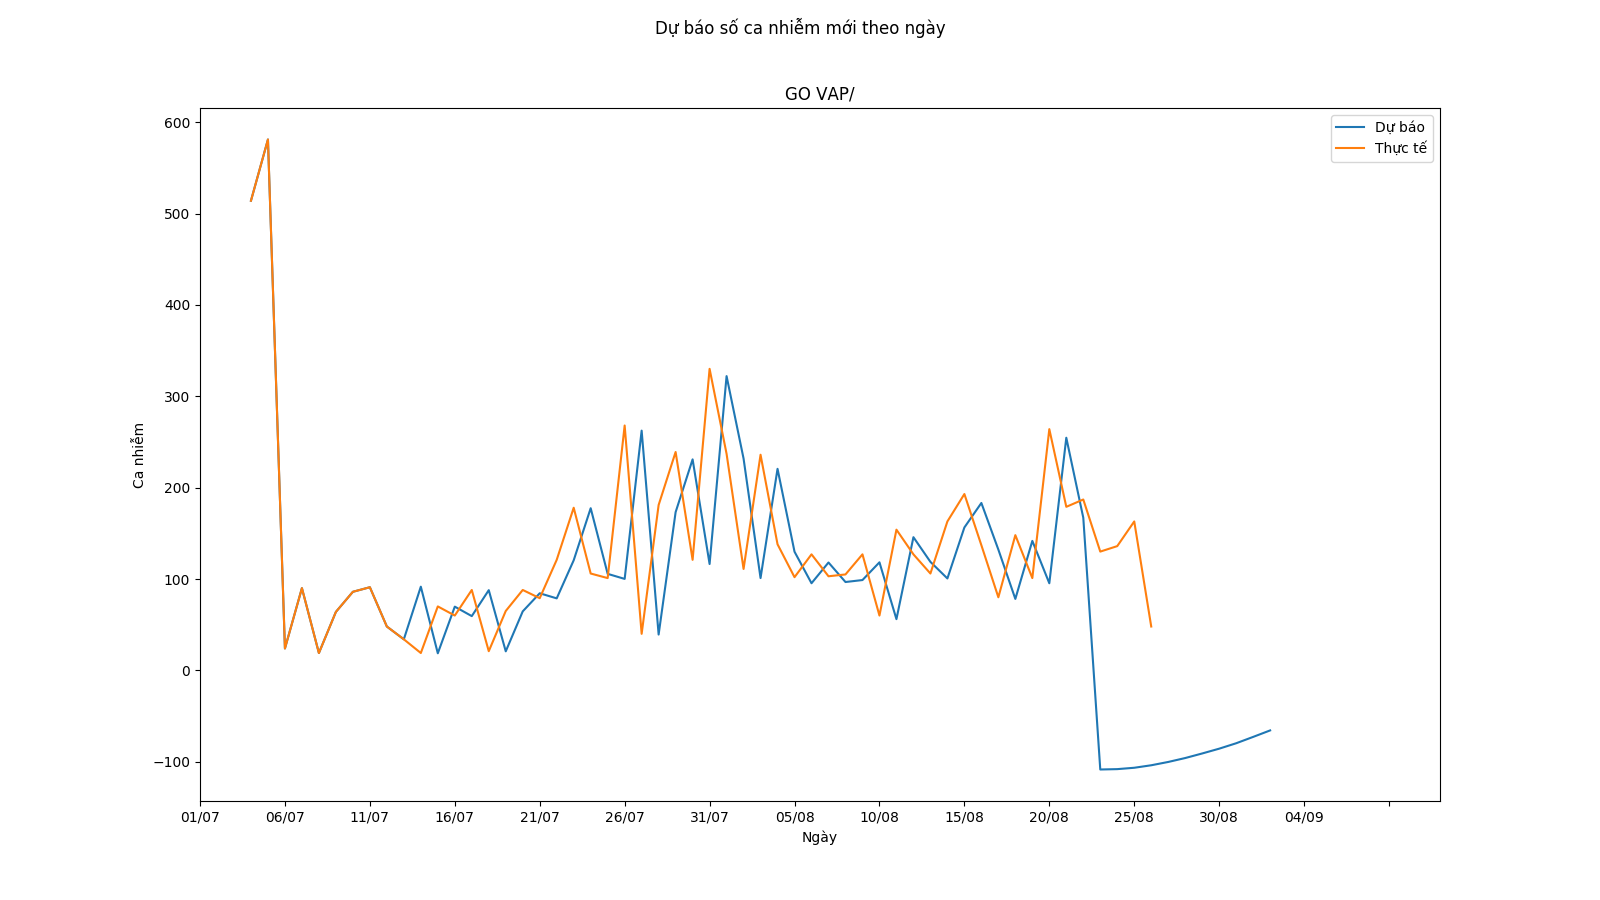 Dự báo số ca nhiễm mới theo ngày
GO VAP/
Dự báo
Thực tế
600
500
400
300
200
100
0
−100
Ca nhiễm
01/07 06/07 11/07 16/07 21/07 26/07 31/07 05/08 10/08 15/08 20/08 25/08 30/08 04/09
Ngày